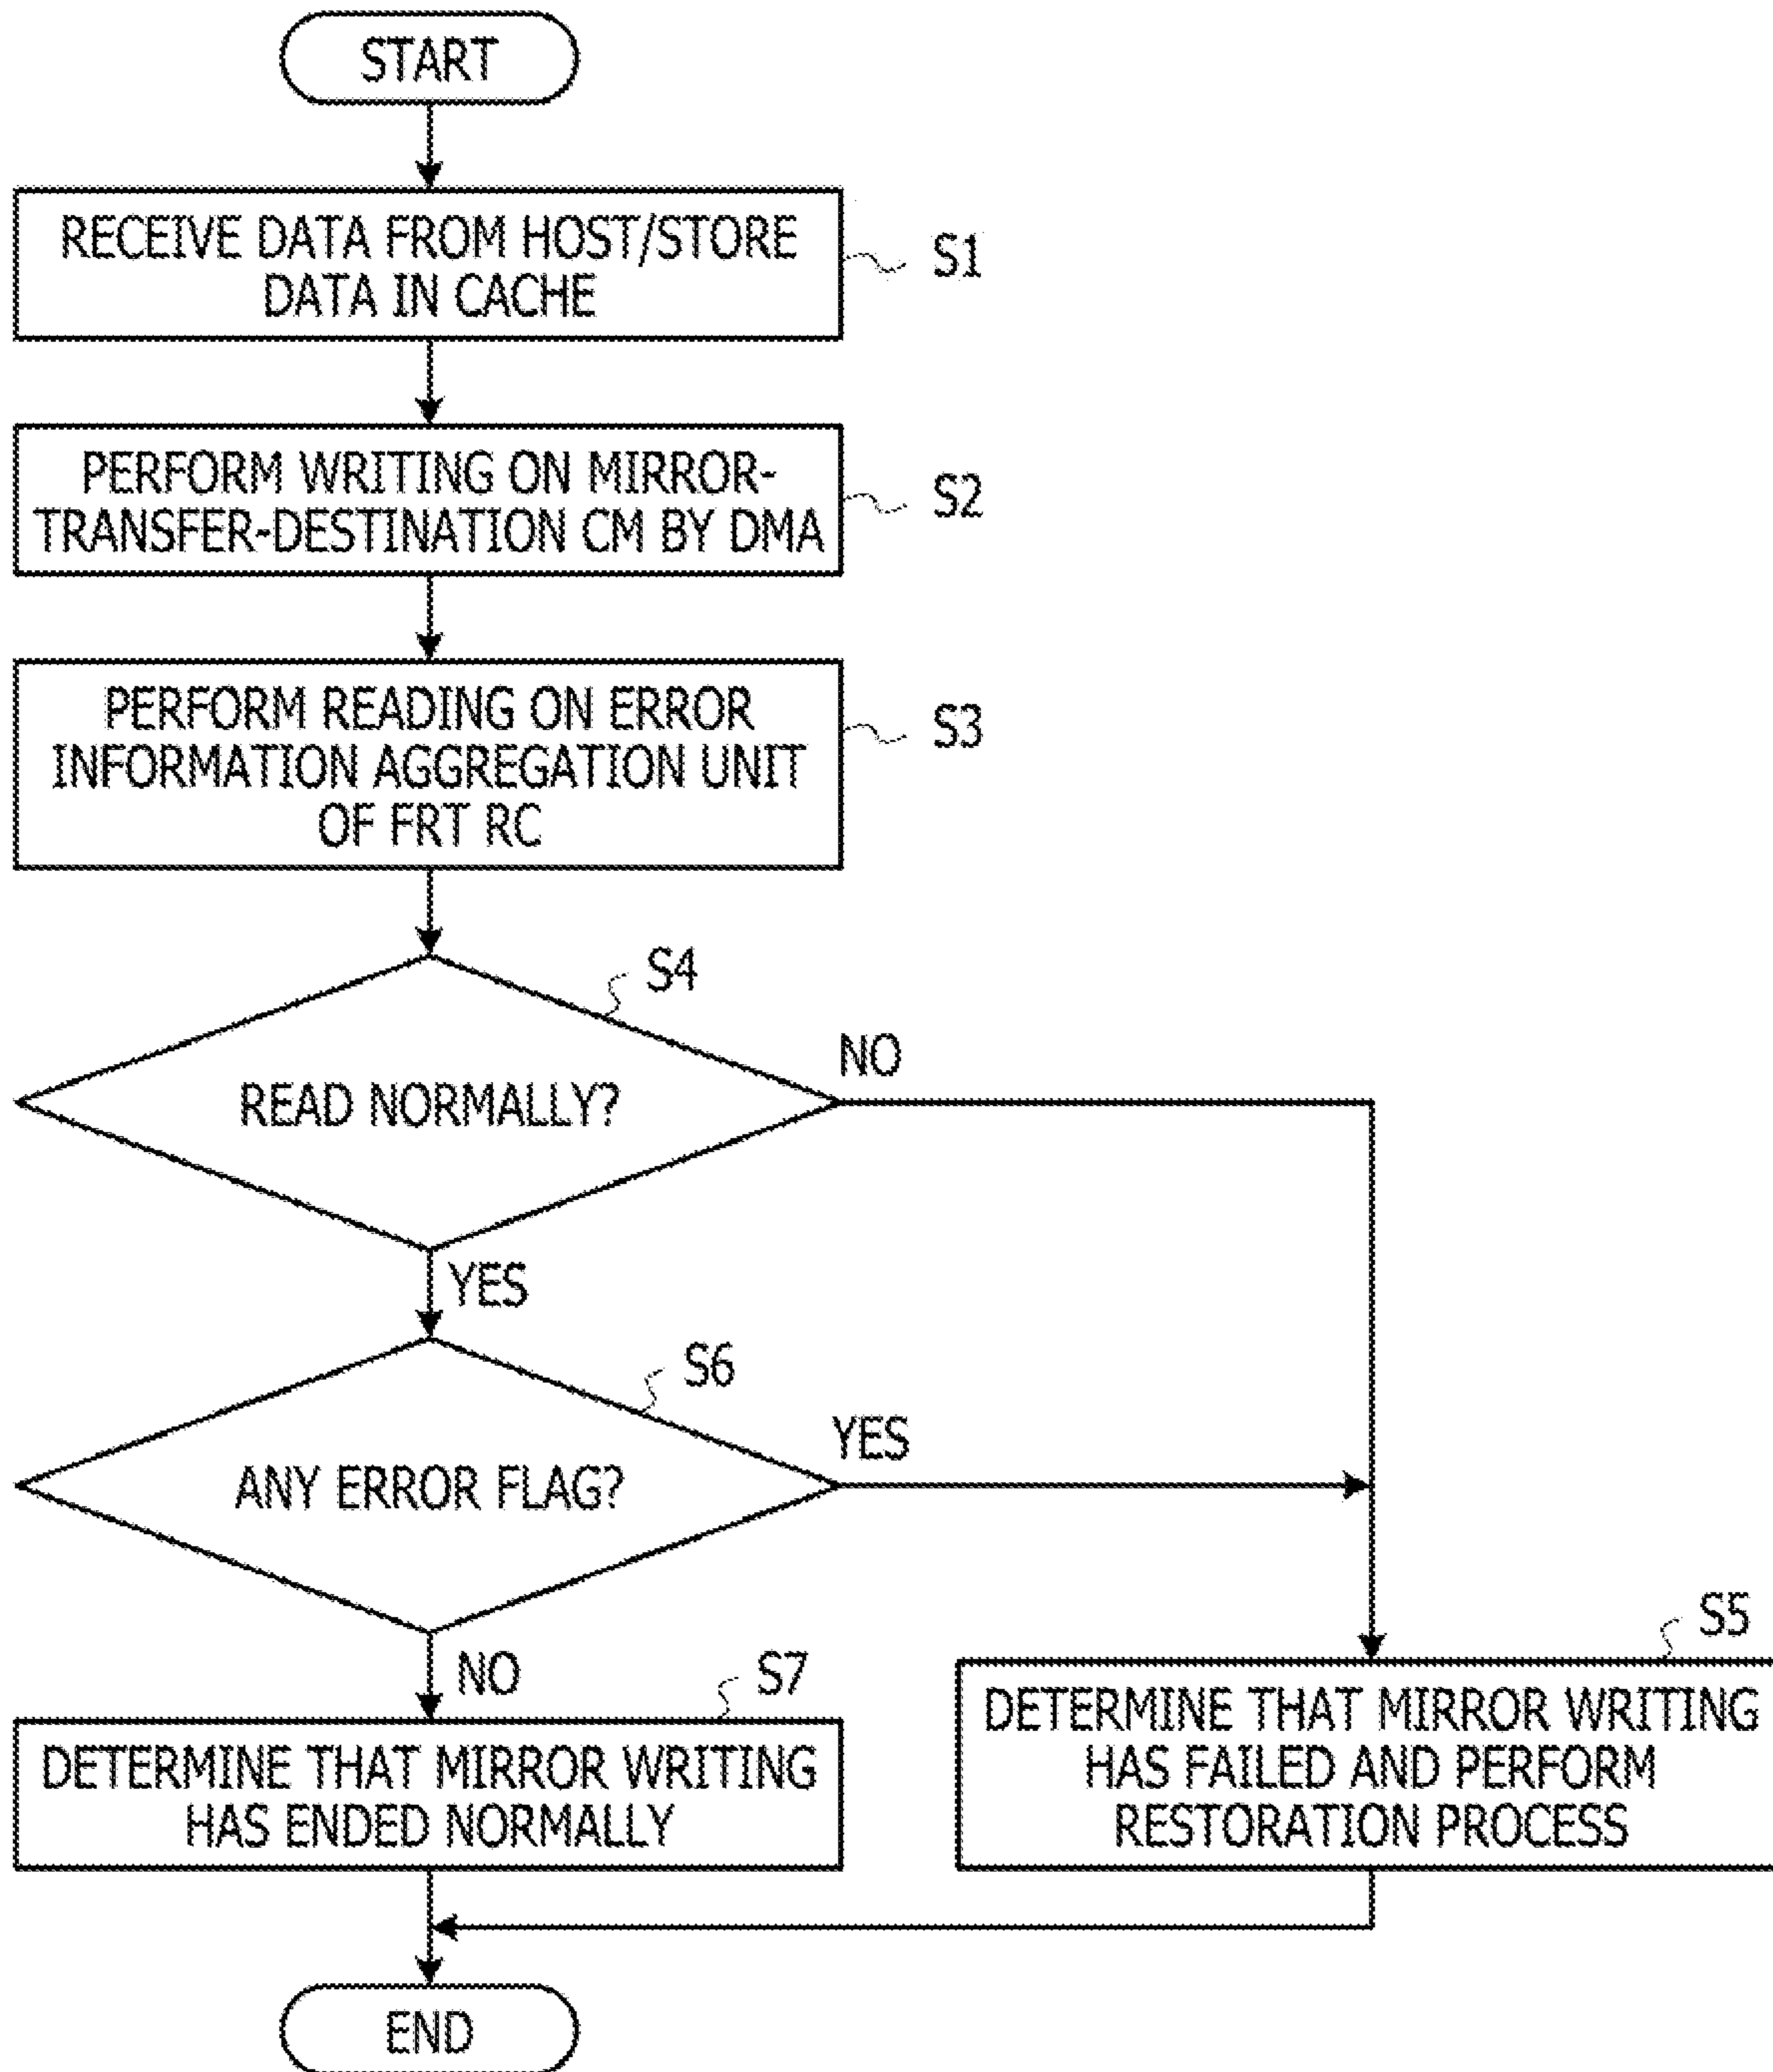 START
RECEIVE DATA FROM HOST/STORE
DATA IN CACHE
S1
PERFORM WRITING ON MIRROR-
TRANSFER-DESTINATION CM BY DMA
S2
PERFORM READING ON ERROR
INFORMATION AGGREGATION UNIT
OF FRT RC
S3
S4
READ NORMALLY?
NO
YES
S6
ANY ERROR FLAG?
YES
NO
S7
DETERMINE THAT MIRROR WRITING
HAS ENDED NORMALLY
S5
DETERMINE THAT MIRROR WRITING
HAS FAILED AND PERFORM
RESTORATION PROCESS
END